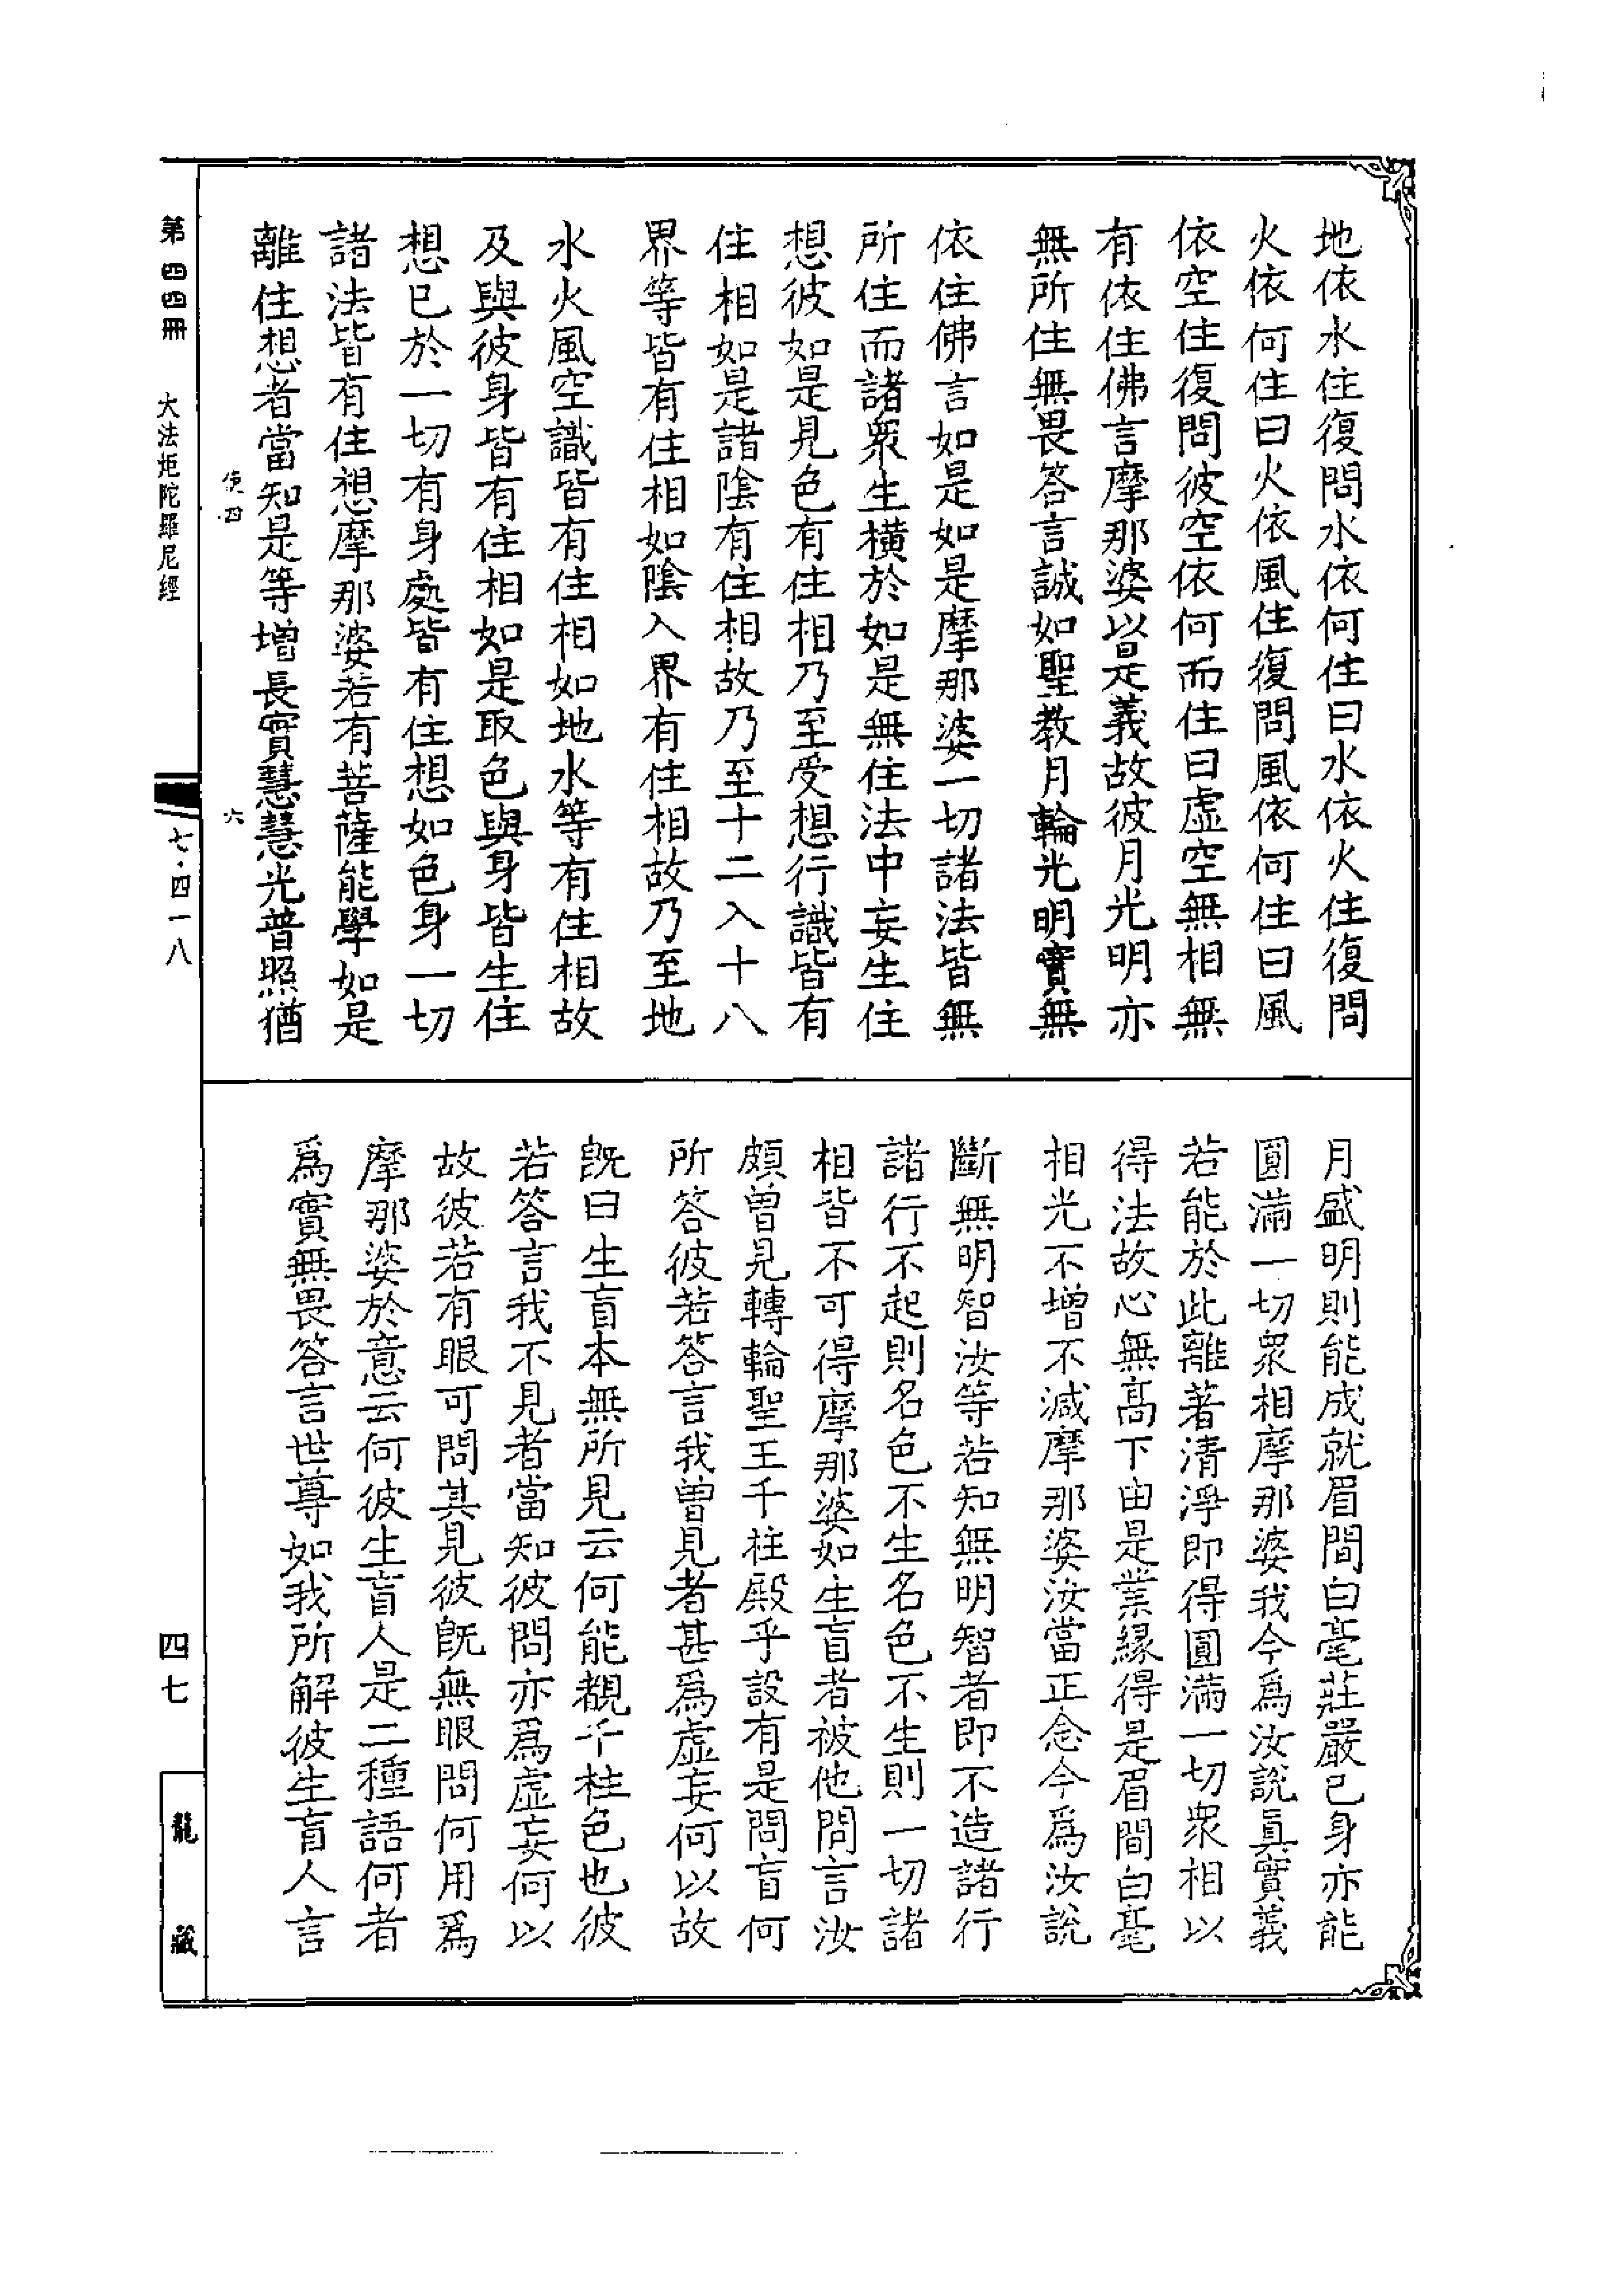 地依水住復問水依何住曰水依火住復問
火依何住曰火依風住復問風依何住曰風
依空住復問彼空依何而住曰虛空無相無
有依住佛言摩那婆以是義故彼月光明亦
無所住無畏答言誠如聖教月輪光明實無
依住佛言如是如是摩那婆一切諸法皆無
所住而諸眾生橫於如是無住法中妄生住
想彼如是見色有住相乃至受想行識皆有
住相如是諸陰有住相故乃至十二入十八
界等皆有住相如陰入界有住相故乃至地
水火風空識皆有住相如地水等有住相故
及與彼身皆有住相如是取色與身皆生住
想已於一切有身處皆有住想如色身一切
諸法皆有住想摩那婆若有菩薩能學如是
離住想者當知是等增長實慧慧光普照猶
使四
六
月盛明則能成就眉間白毫莊嚴已身亦能
圓滿一切眾相摩那婆我今為汝說真實義
若能於此離著清淨即得圓滿一切眾相以
得法故心無高下由是業緣得是眉間白毫
相光不增不減摩那婆汝當正念今為汝說
斷無明智汝等若知無明智者即不造諸行
諸行不起則名色不生名色不生則一切諸
相皆不可得摩那婆如生盲者被他問言汝
頗曾見轉輪聖王千柱殿乎設有是問盲何
所答彼若答言我曾見者甚為虛妄何以故
既曰生盲本無所見云何能覩千柱色也彼
若答言我不見者當知彼問亦為虛妄何以
故彼若有眼可問其見彼既無眼問何用為
摩那婆於意云何彼生盲人是二種語何者
為實無畏答言世尊如我所解彼生盲人言
第四四冊
大法炬陀羅尼經
七·四一八
四七
龍藏